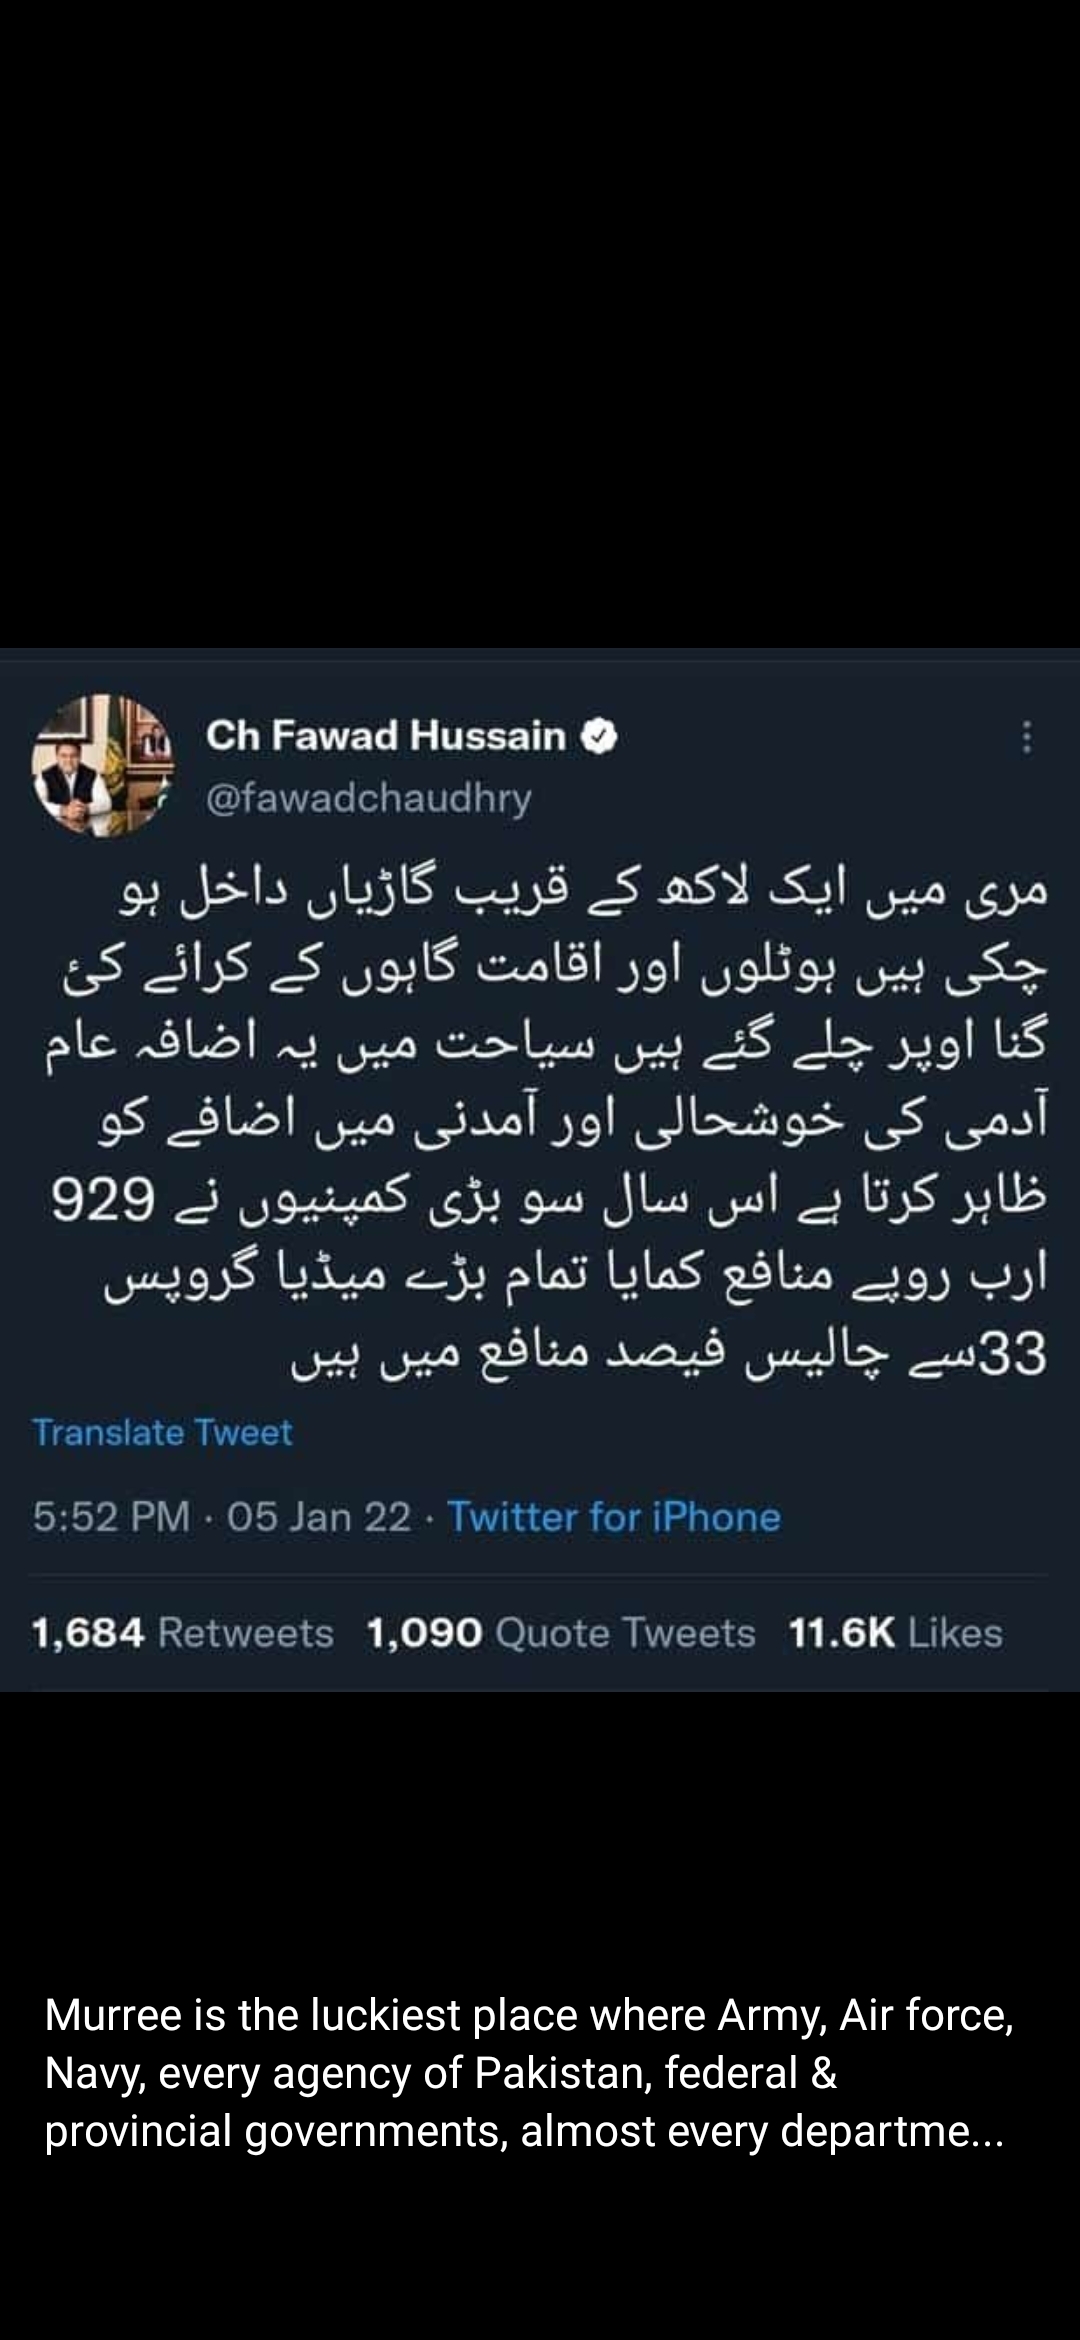 Ch Fawad Hussain
@fawadchaudhry
مری میں ایک لاکھ کے قریب گاڑیاں داخل ہو
چکی ہیں ہوٹلوں اور اقامت گاہوں کے کرائے کئ
گنا اوپر چلے گئے ہیں سیاحت میں یہ اضافہ عام
آدمی کی خوشحالی اور آمدنی میں اضافے کو
ظاہر کرتا ہے اس سال سو بڑی کمپنیوں نے 929
ارب روپے منافع کمایا تمام بڑے میڈیا گروپس
33سے چالیس فیصد منافع میں ہیں
Translate Tweet
5:52 PM · 05 Jan 22 · Twitter for iPhone
1,684 Retweets 1,090 Quote Tweets 11.6K Likes
Murree is the luckiest place where Army, Air force,
Navy, every agency of Pakistan, federal &
provincial governments, almost every departme...